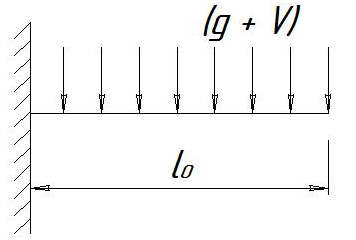 (g + V)
l₀